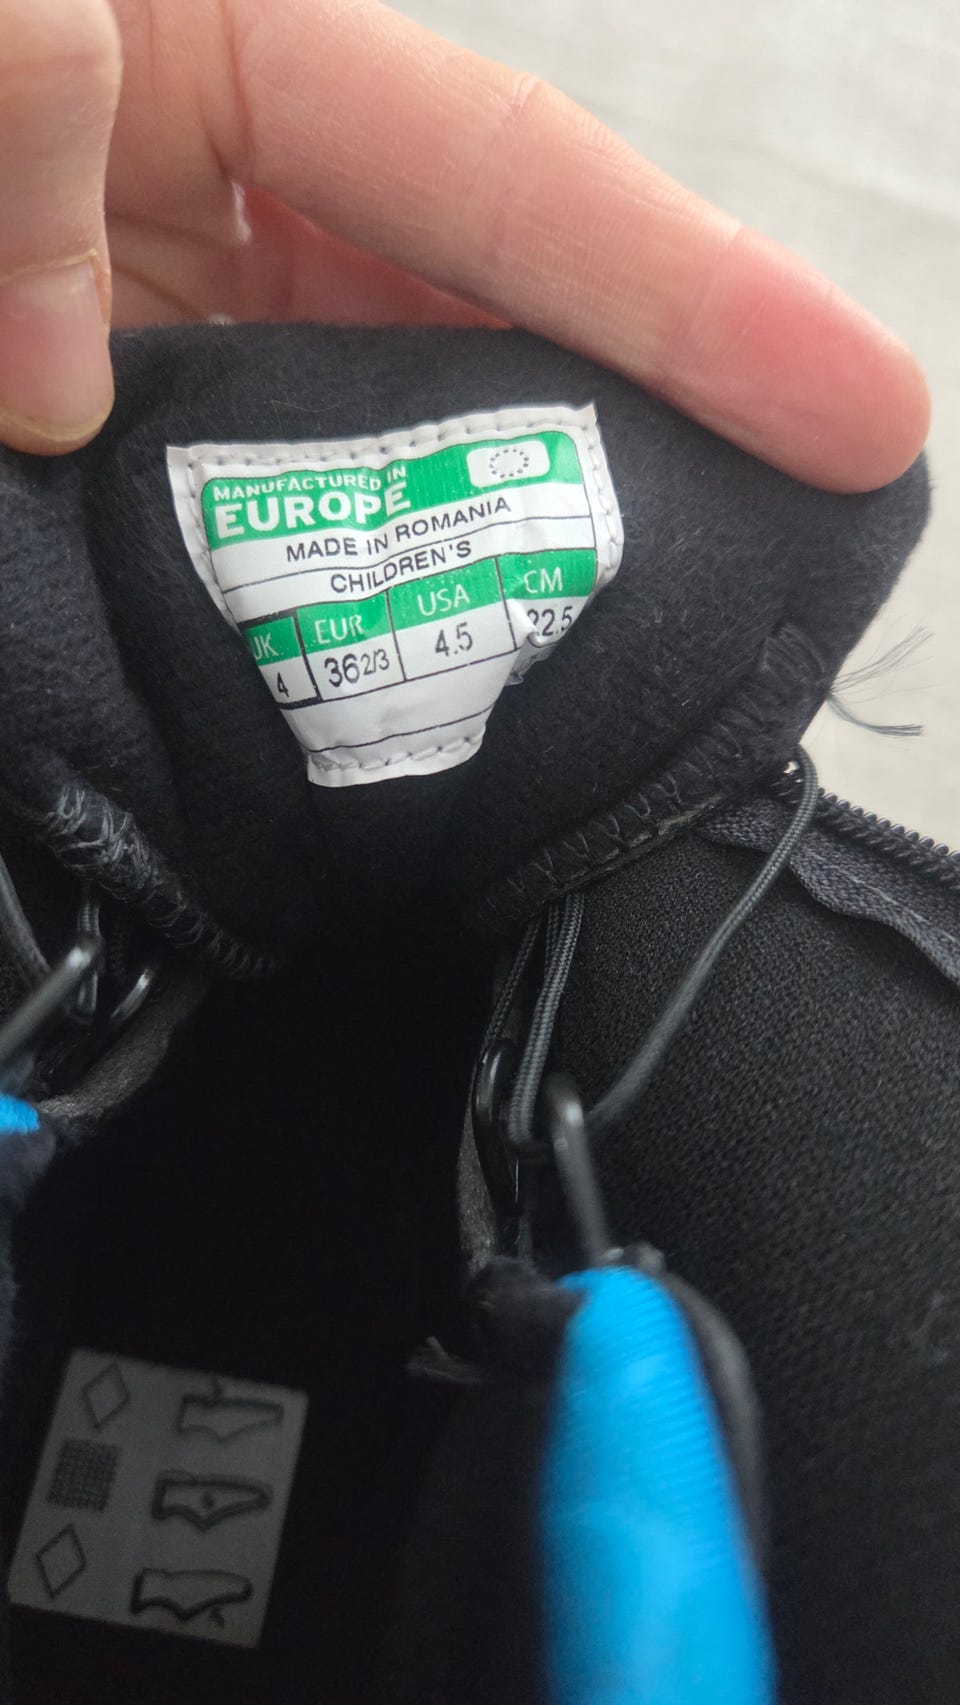 MANUFACTURED IN
EUROPE
MADE IN ROMANIA
CHILDREN'S
UK EUR USA CM
4 36 2/3 4.5 22.5